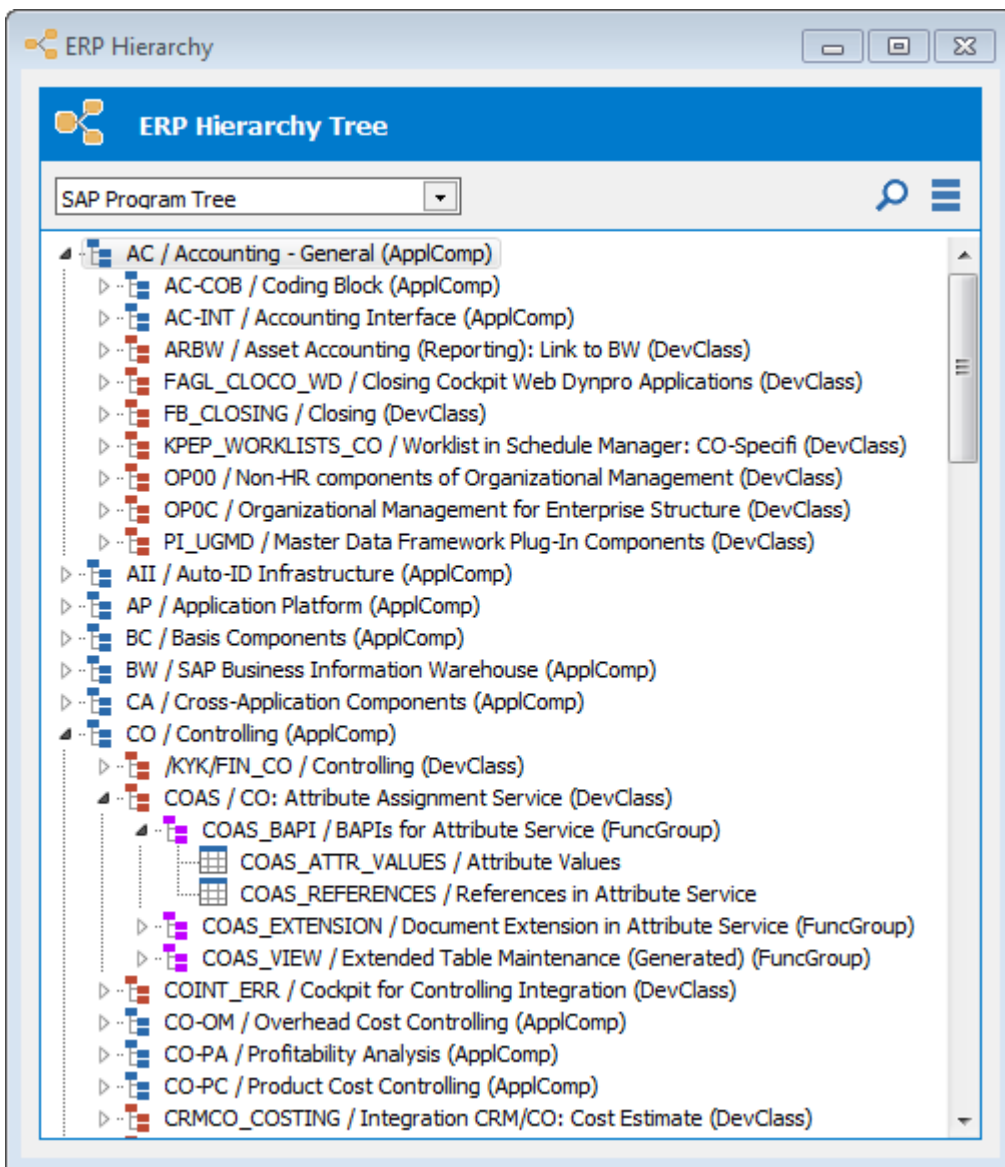 ERP Hierarchy
ERP Hierarchy Tree
SAP Program Tree
AC / Accounting - General (ApplComp)
AC-COB / Coding Block (ApplComp)
AC-INT / Accounting Interface (ApplComp)
ARBW / Asset Accounting (Reporting): Link to BW (DevClass)
FAGL_CLOCO_WD / Closing Cockpit Web Dynpro Applications (DevClass)
FB_CLOSING / Closing (DevClass)
KPEP_WORKLISTS_CO / Worklist in Schedule Manager: CO-Specifi (DevClass)
OP00 / Non-HR components of Organizational Management (DevClass)
OP0C / Organizational Management for Enterprise Structure (DevClass)
PI_UGMD / Master Data Framework Plug-In Components (DevClass)
AII / Auto-ID Infrastructure (ApplComp)
AP / Application Platform (ApplComp)
BC / Basis Components (ApplComp)
BW / SAP Business Information Warehouse (ApplComp)
CA / Cross-Application Components (ApplComp)
CO / Controlling (ApplComp)
/KYK/FIN_CO / Controlling (DevClass)
COAS / CO: Attribute Assignment Service (DevClass)
COAS_BAPI / BAPIs for Attribute Service (FuncGroup)
COAS_ATTR_VALUES / Attribute Values
COAS_REFERENCES / References in Attribute Service
COAS_EXTENSION / Document Extension in Attribute Service (FuncGroup)
COAS_VIEW / Extended Table Maintenance (Generated) (FuncGroup)
COINT_ERR / Cockpit for Controlling Integration (DevClass)
CO-OM / Overhead Cost Controlling (ApplComp)
CO-PA / Profitability Analysis (ApplComp)
CO-PC / Product Cost Controlling (ApplComp)
CRMCO_COSTING / Integration CRM/CO: Cost Estimate (DevClass)